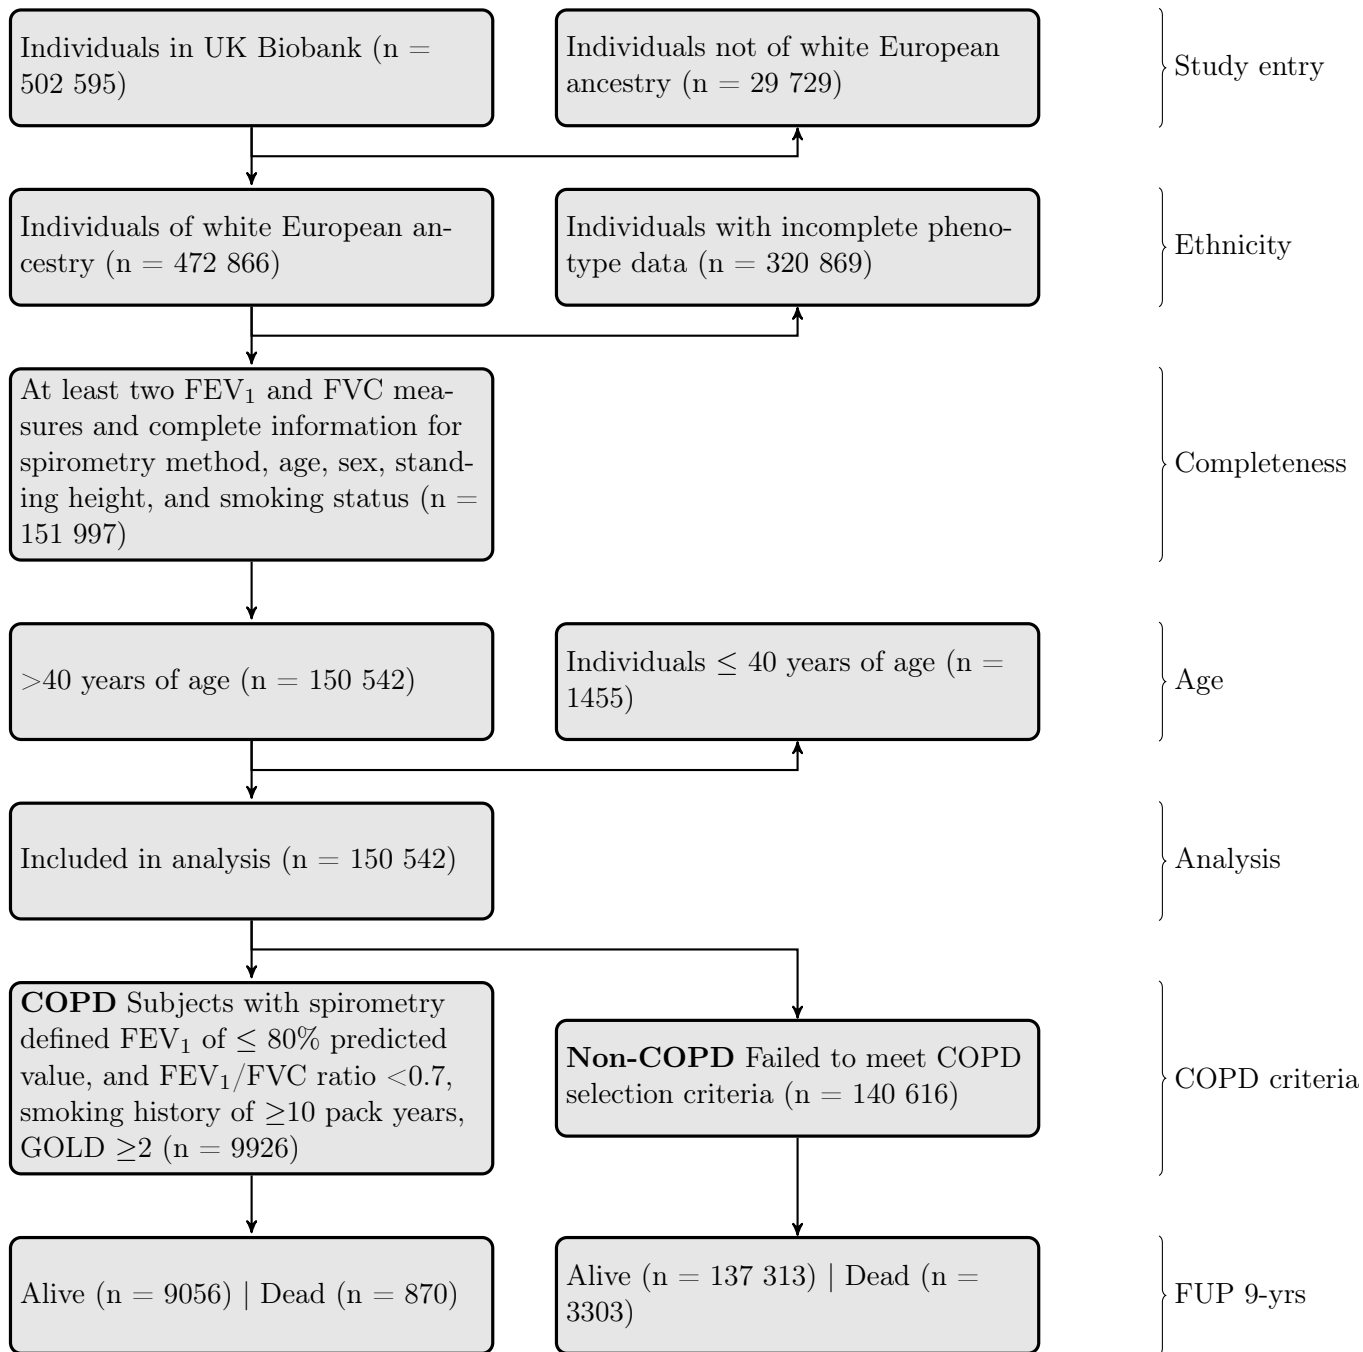 Individuals in UK Biobank (n =
502 595)
Individuals not of white European
ancestry (n = 29 729)
Study entry
Individuals of white European an-
cestry (n = 472 866)
Individuals with incomplete pheno-
type data (n = 320 869)
Ethnicity
At least two FEV₁ and FVC mea-
sures and complete information for
spirometry method, age, sex, stand-
ing height, and smoking status (n =
151 997)
Completeness
>40 years of age (n = 150 542)
Individuals ≤ 40 years of age (n =
1455)
Age
Included in analysis (n = 150 542)
Analysis
COPD Subjects with spirometry
defined FEV₁ of ≤ 80% predicted
value, and FEV₁/FVC ratio <0.7,
smoking history of ≥10 pack years,
GOLD ≥2 (n = 9926)
Non-COPD Failed to meet COPD
selection criteria (n = 140 616)
COPD criteria
Alive (n = 9056) | Dead (n = 870)
Alive (n = 137 313) | Dead (n =
3303)
FUP 9-yrs